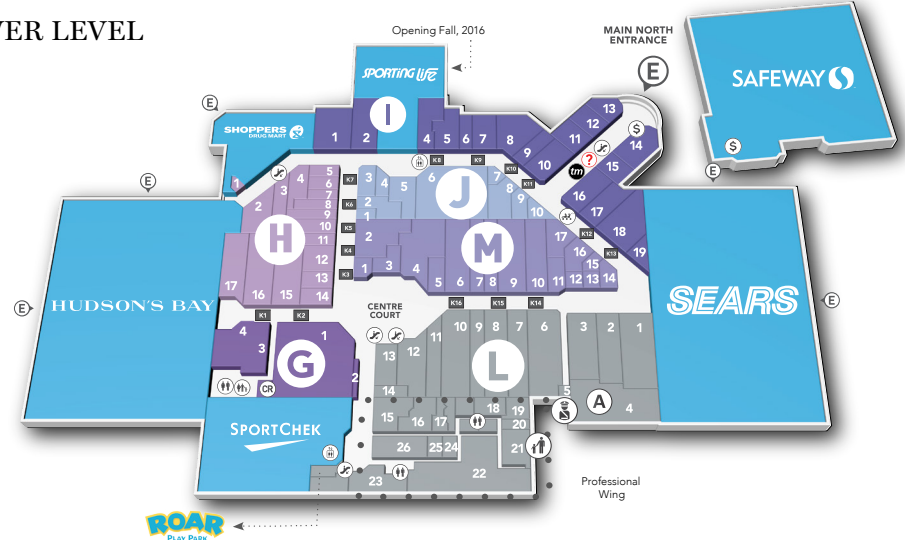 VER LEVEL
Opening Fall, 2016
MAIN NORTH
ENTRANCE
E
SAFEWAY
$
SPORTING LIFE
I
1 2 4 5 6 7 8 9 10 11 12 13
$
14 15 16 17 18 19
?
tm
E
SHOPPERS
DRUG MART
1
K8 K9 K10 K11 K12 K13
E
E
E
E
HUDSON'S BAY
H
1 2 3 4 5 6 7 8 9 10 11 12 13 14 15 16 17
K7 K6 K5 K4 K3
J
1 2 3 4 5 6 7 8 9 10
M
1 2 3 4 5 6 7 8 9 10 11 12 13 14 15 16 17
SEARS
E
K1 K2
CENTRE
COURT
K16 K15 K14
G
1 2 3 4
CR
L
5 6 7 8 9 10 11 12 13 14 15 16 17 18 19 20 21 22 23 24 25 26
A
1 2 3 4
SPORTCHEK
Professional
Wing
ROAR
PLAY PARK